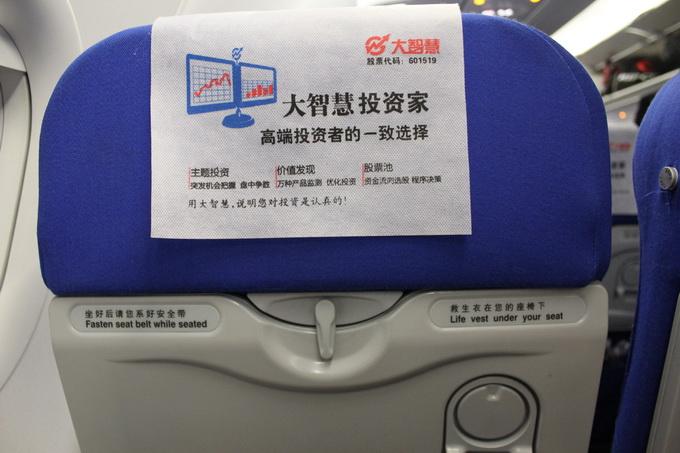 大智慧
股票代码：601519
大智慧投资家
高端投资者的一致选择
主题投资 价值发现 股票池
突发机会把握 盘中争胜 万种产品监测 优化投资 资金流向选股 程序决策
用大智慧,说明您对投资是认真的!
坐好后请您系好安全带
Fasten seat belt while seated
救生衣在您的座椅下
Life vest under your seat